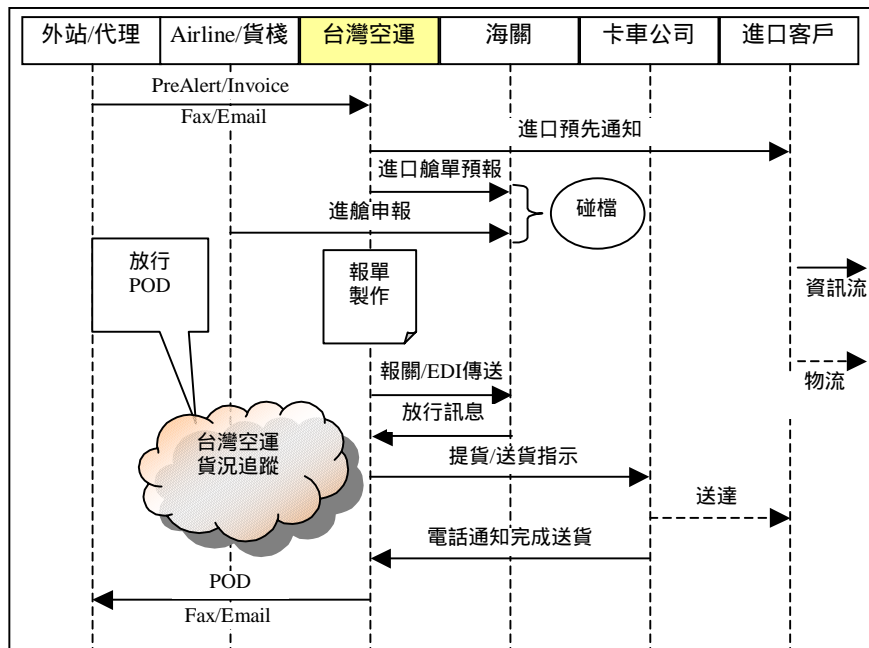 外站/代理
Airline/貨棧
台灣空運
海關
卡車公司
進口客戶
PreAlert/Invoice
Fax/Email
進口預先通知
進口艙單預報
進艙申報
碰檔
放行
POD
報單
製作
資訊流
報關/EDI傳送
物流
放行訊息
台灣空運
貨況追蹤
提貨/送貨指示
送達
電話通知完成送貨
POD
Fax/Email